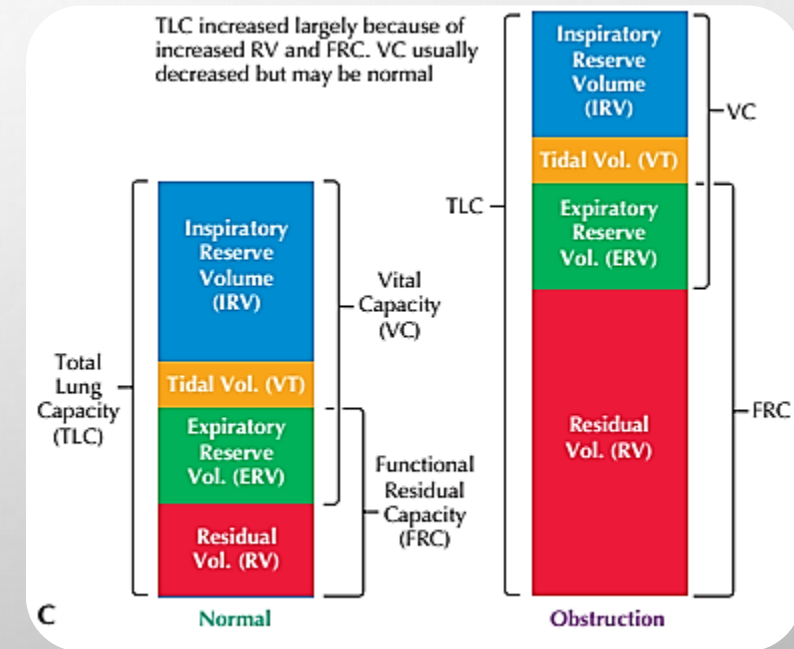 TLC increased largely because of
increased RV and FRC. VC usually
decreased but may be normal
Total
Lung
Capacity
(TLC)
Inspiratory
Reserve
Volume
(IRV)
Tidal Vol. (VT)
Expiratory
Reserve
Vol. (ERV)
Residual
Vol. (RV)
Vital
Capacity
(VC)
Functional
Residual
Capacity
(FRC)
Normal
TLC
Inspiratory
Reserve
Volume
(IRV)
Tidal Vol. (VT)
Expiratory
Reserve
Vol. (ERV)
Residual
Vol. (RV)
VC
FRC
Obstruction
C